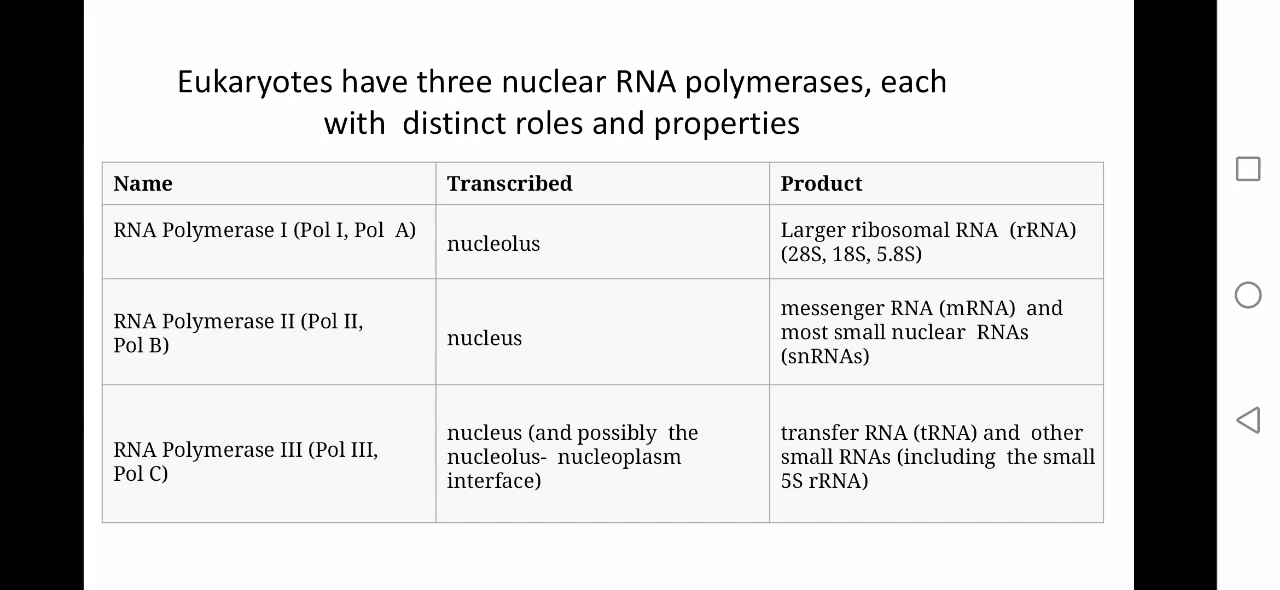 Eukaryotes have three nuclear RNA polymerases, each
with distinct roles and properties
Name
Transcribed
Product
RNA Polymerase I (Pol I, Pol A)
nucleolus
Larger ribosomal RNA (rRNA)
(28S, 18S, 5.8S)
RNA Polymerase II (Pol II,
Pol B)
nucleus
messenger RNA (mRNA) and
most small nuclear RNAs
(snRNAs)
RNA Polymerase III (Pol III,
Pol C)
nucleus (and possibly the
nucleolus- nucleoplasm
interface)
transfer RNA (tRNA) and other
small RNAs (including the small
5S rRNA)